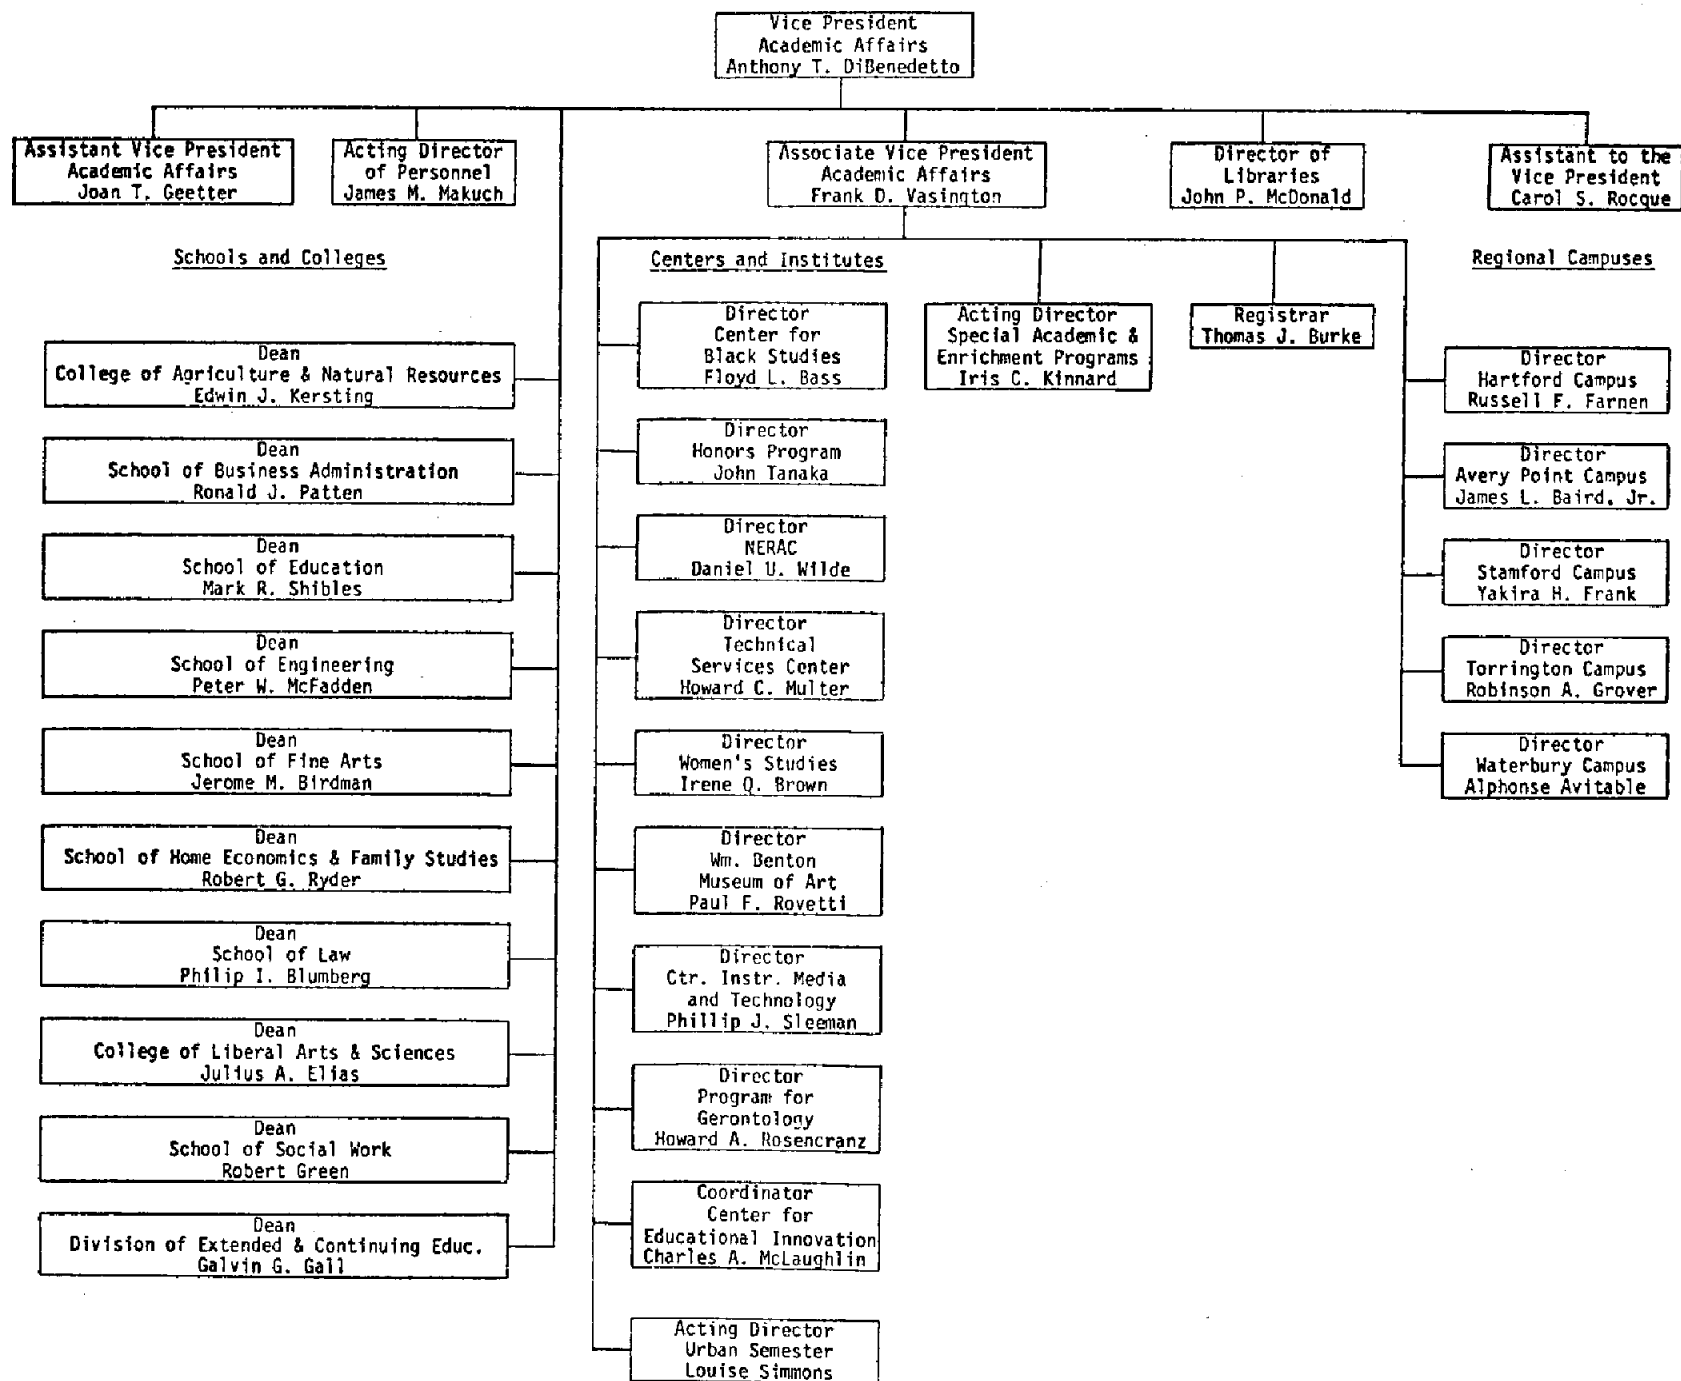 Vice President
Academic Affairs
Anthony T. DiBenedetto
Assistant Vice President
Academic Affairs
Joan T. Geetter
Acting Director
of Personnel
James M. Makuch
Associate Vice President
Academic Affairs
Frank D. Vasington
Director of
Libraries
John P. McDonald
Assistant to the
Vice President
Carol S. Rocque
Schools and Colleges
Dean
College of Agriculture & Natural Resources
Edwin J. Kersting
Dean
School of Business Administration
Ronald J. Patten
Dean
School of Education
Mark R. Shibles
Dean
School of Engineering
Peter W. McFadden
Dean
School of Fine Arts
Jerome M. Birdman
Dean
School of Home Economics & Family Studies
Robert G. Ryder
Dean
School of Law
Philip I. Blumberg
Dean
College of Liberal Arts & Sciences
Julius A. Elias
Dean
School of Social Work
Robert Green
Dean
Division of Extended & Continuing Educ.
Galvin G. Gall
Centers and Institutes
Director
Center for
Black Studies
Floyd L. Bass
Director
Honors Program
John Tanaka
Director
NERAC
Daniel U. Wilde
Director
Technical
Services Center
Howard C. Multer
Director
Women's Studies
Irene Q. Brown
Director
Wm. Benton
Museum of Art
Paul F. Rovetti
Director
Ctr. Instr. Media
and Technology
Phillip J. Sleeman
Director
Program for
Gerontology
Howard A. Rosencranz
Coordinator
Center for
Educational Innovation
Charles A. McLaughlin
Acting Director
Urban Semester
Louise Simmons
Acting Director
Special Academic &
Enrichment Programs
Iris C. Kinnard
Registrar
Thomas J. Burke
Regional Campuses
Director
Hartford Campus
Russell F. Farnen
Director
Avery Point Campus
James L. Baird, Jr.
Director
Stamford Campus
Yakira H. Frank
Director
Torrington Campus
Robinson A. Grover
Director
Waterbury Campus
Alphonse Avitable